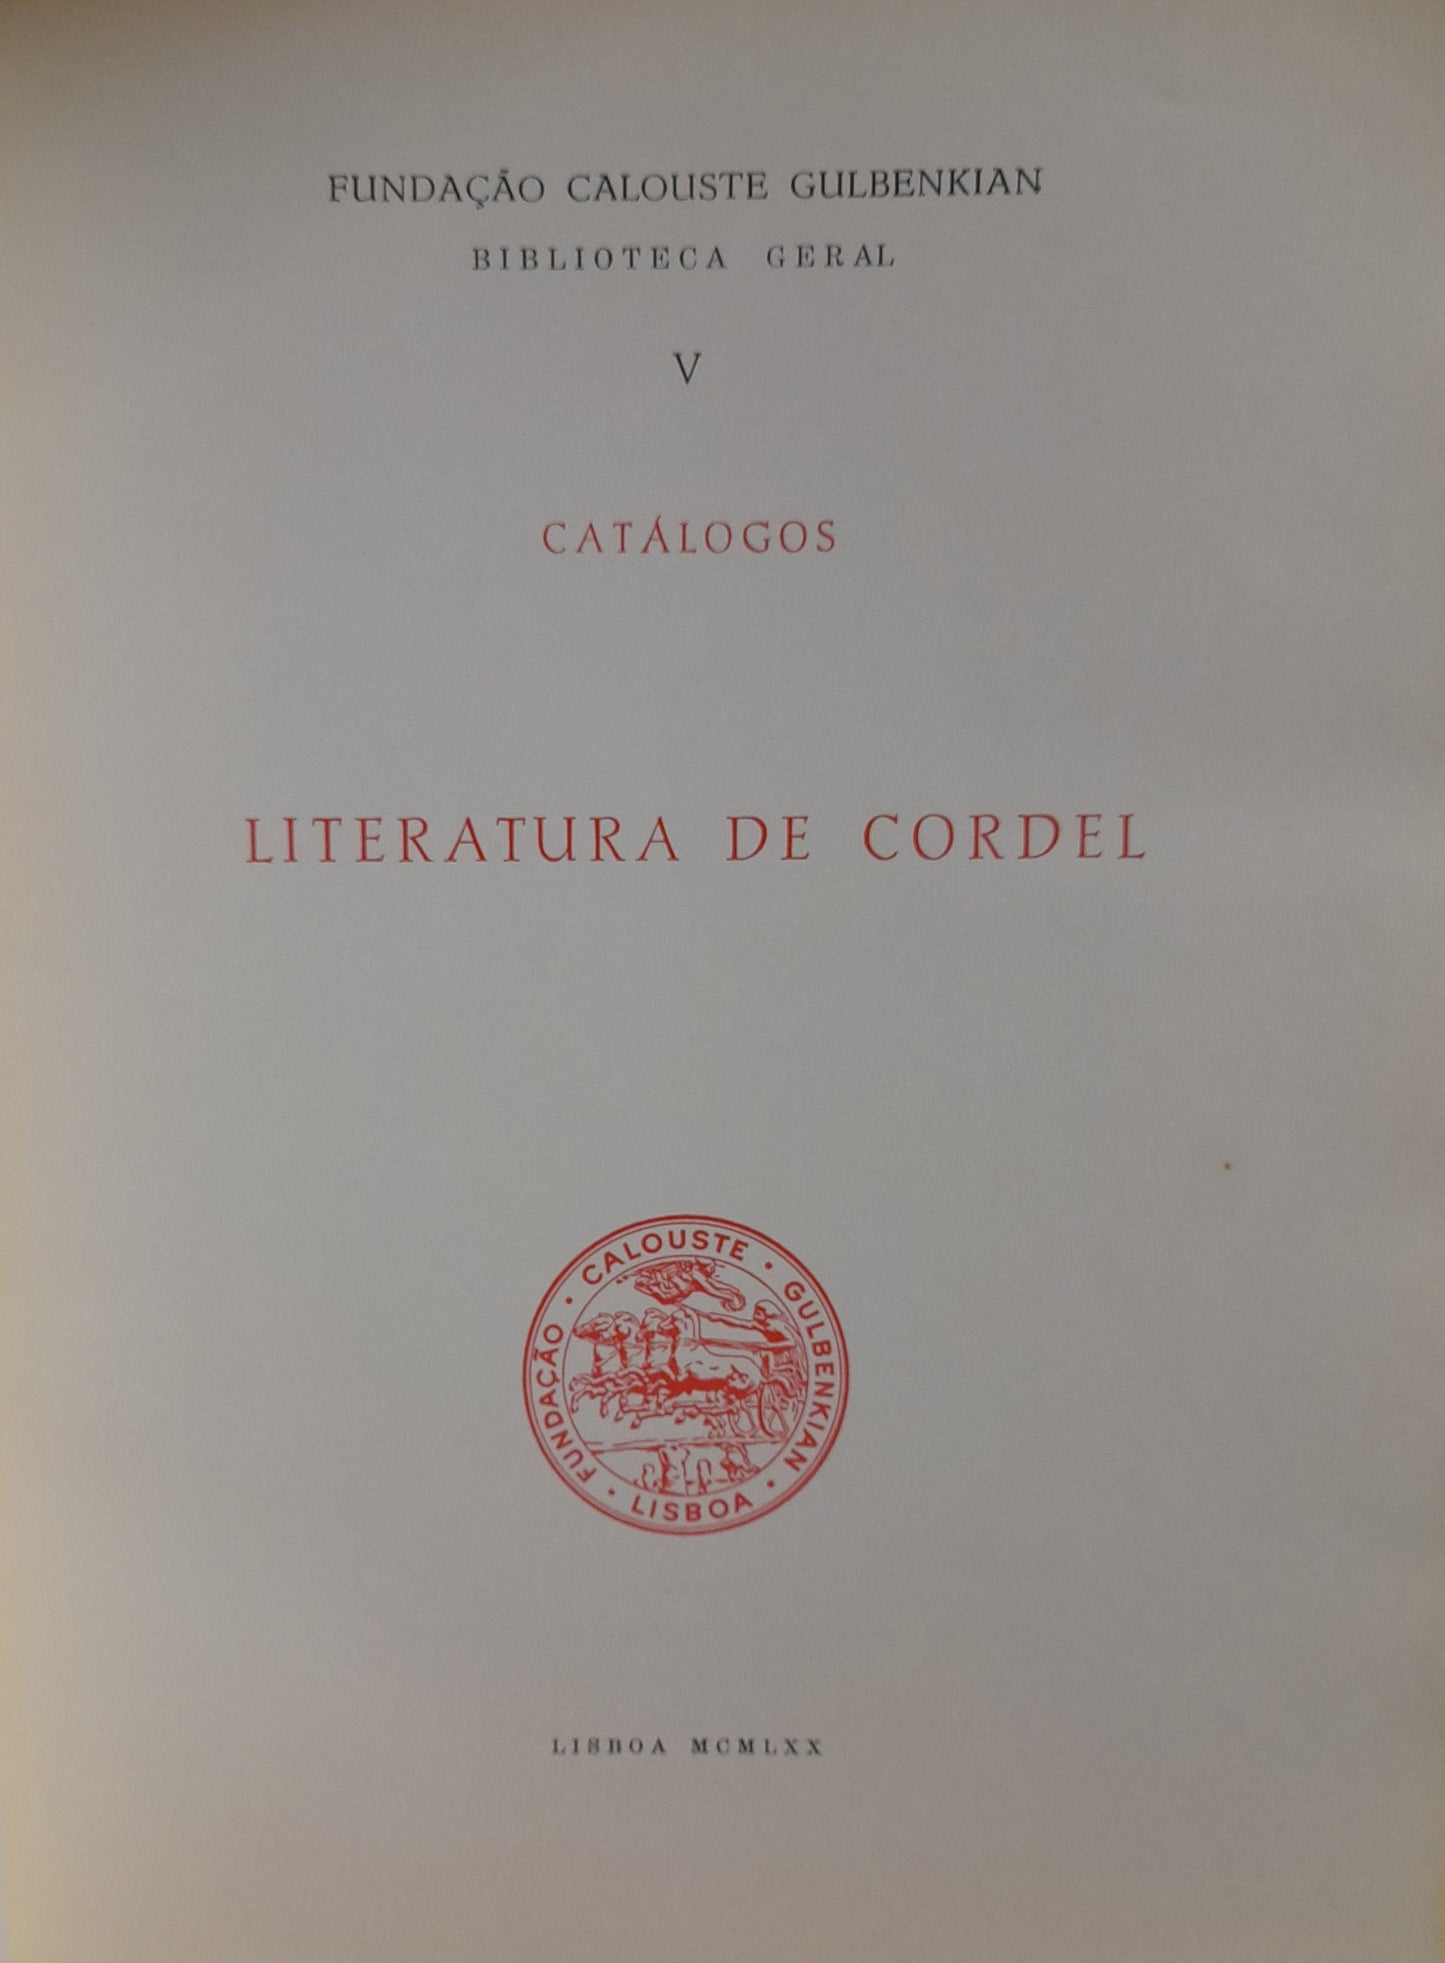 FUNDAÇÃO CALOUSTE GULBENKIAN
BIBLIOTECA GERAL
V
CATÁLOGOS
LITERATURA DE CORDEL
FUNDAÇÃO · CALOUSTE · GULBENKIAN · LISBOA ·
LISBOA MCMLXX